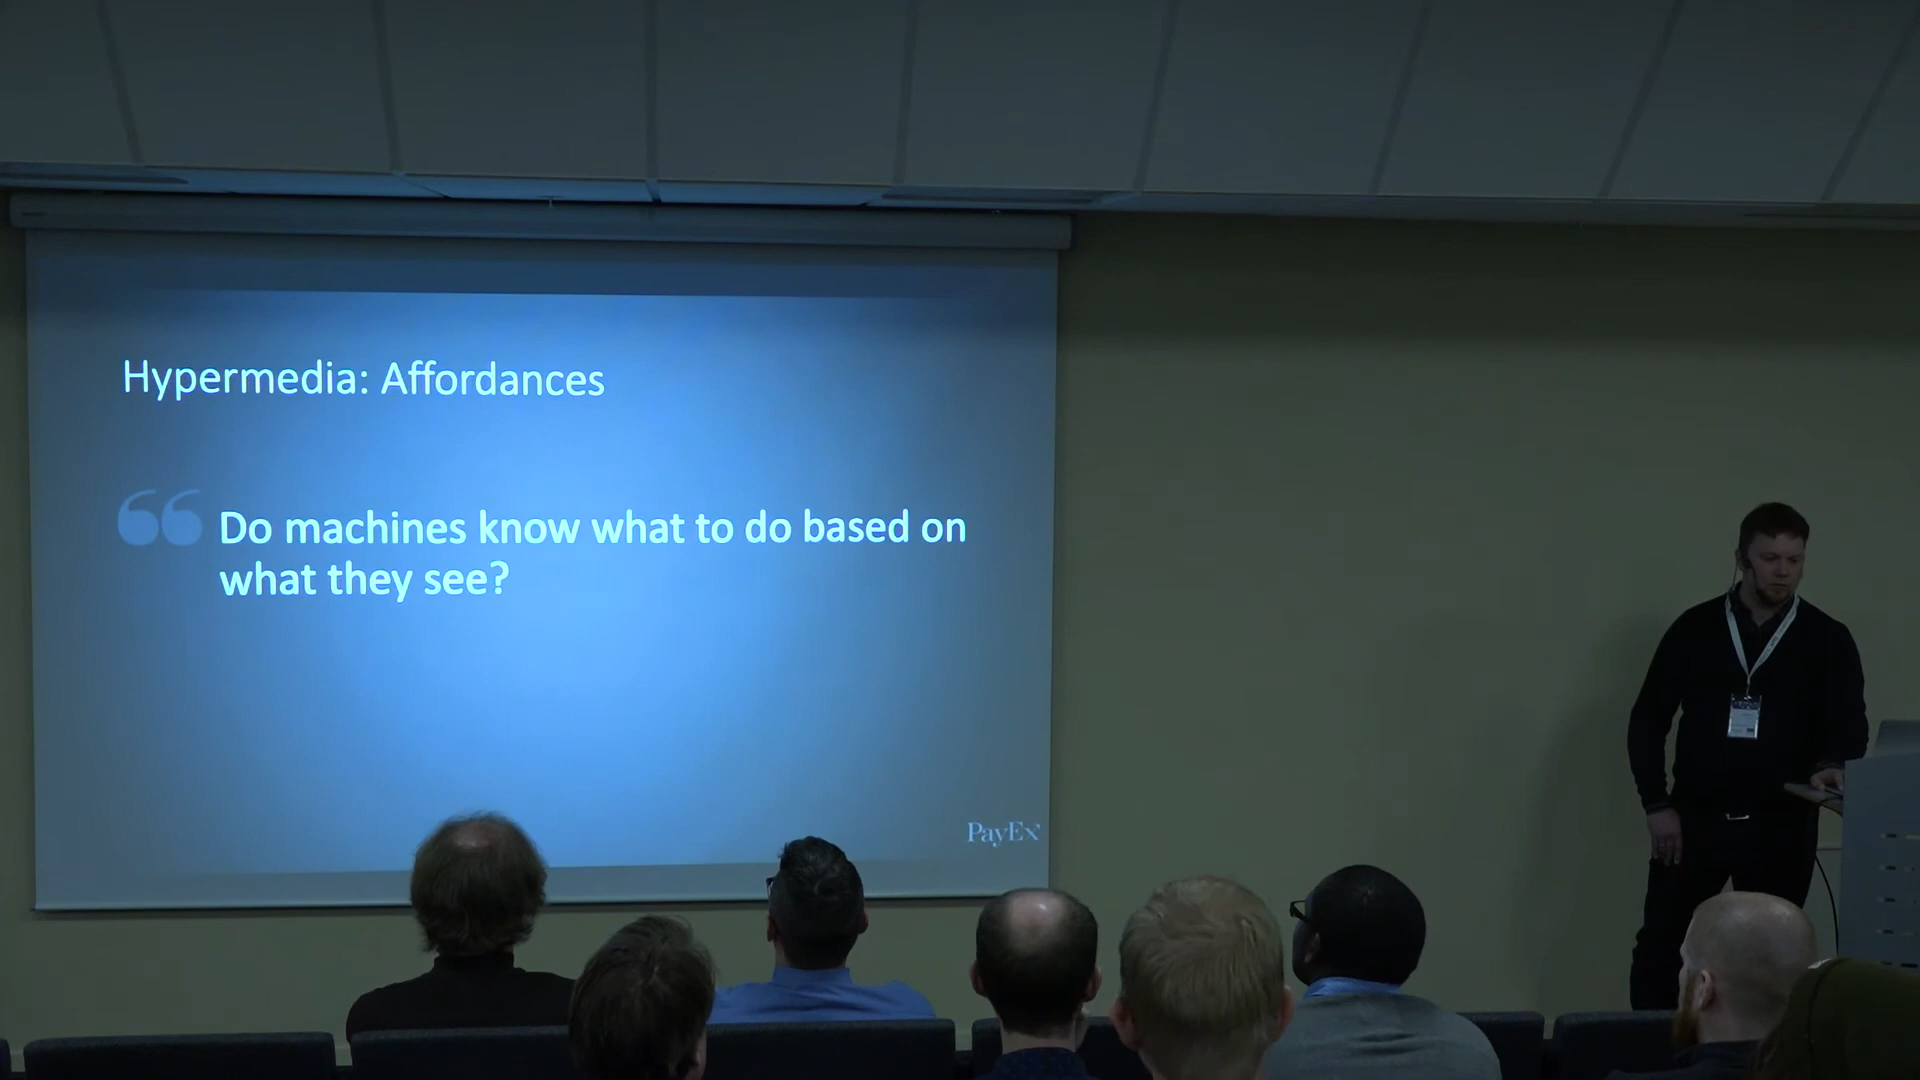 Hypermedia: Affordances
❝ Do machines know what to do based on
what they see?
PayEx